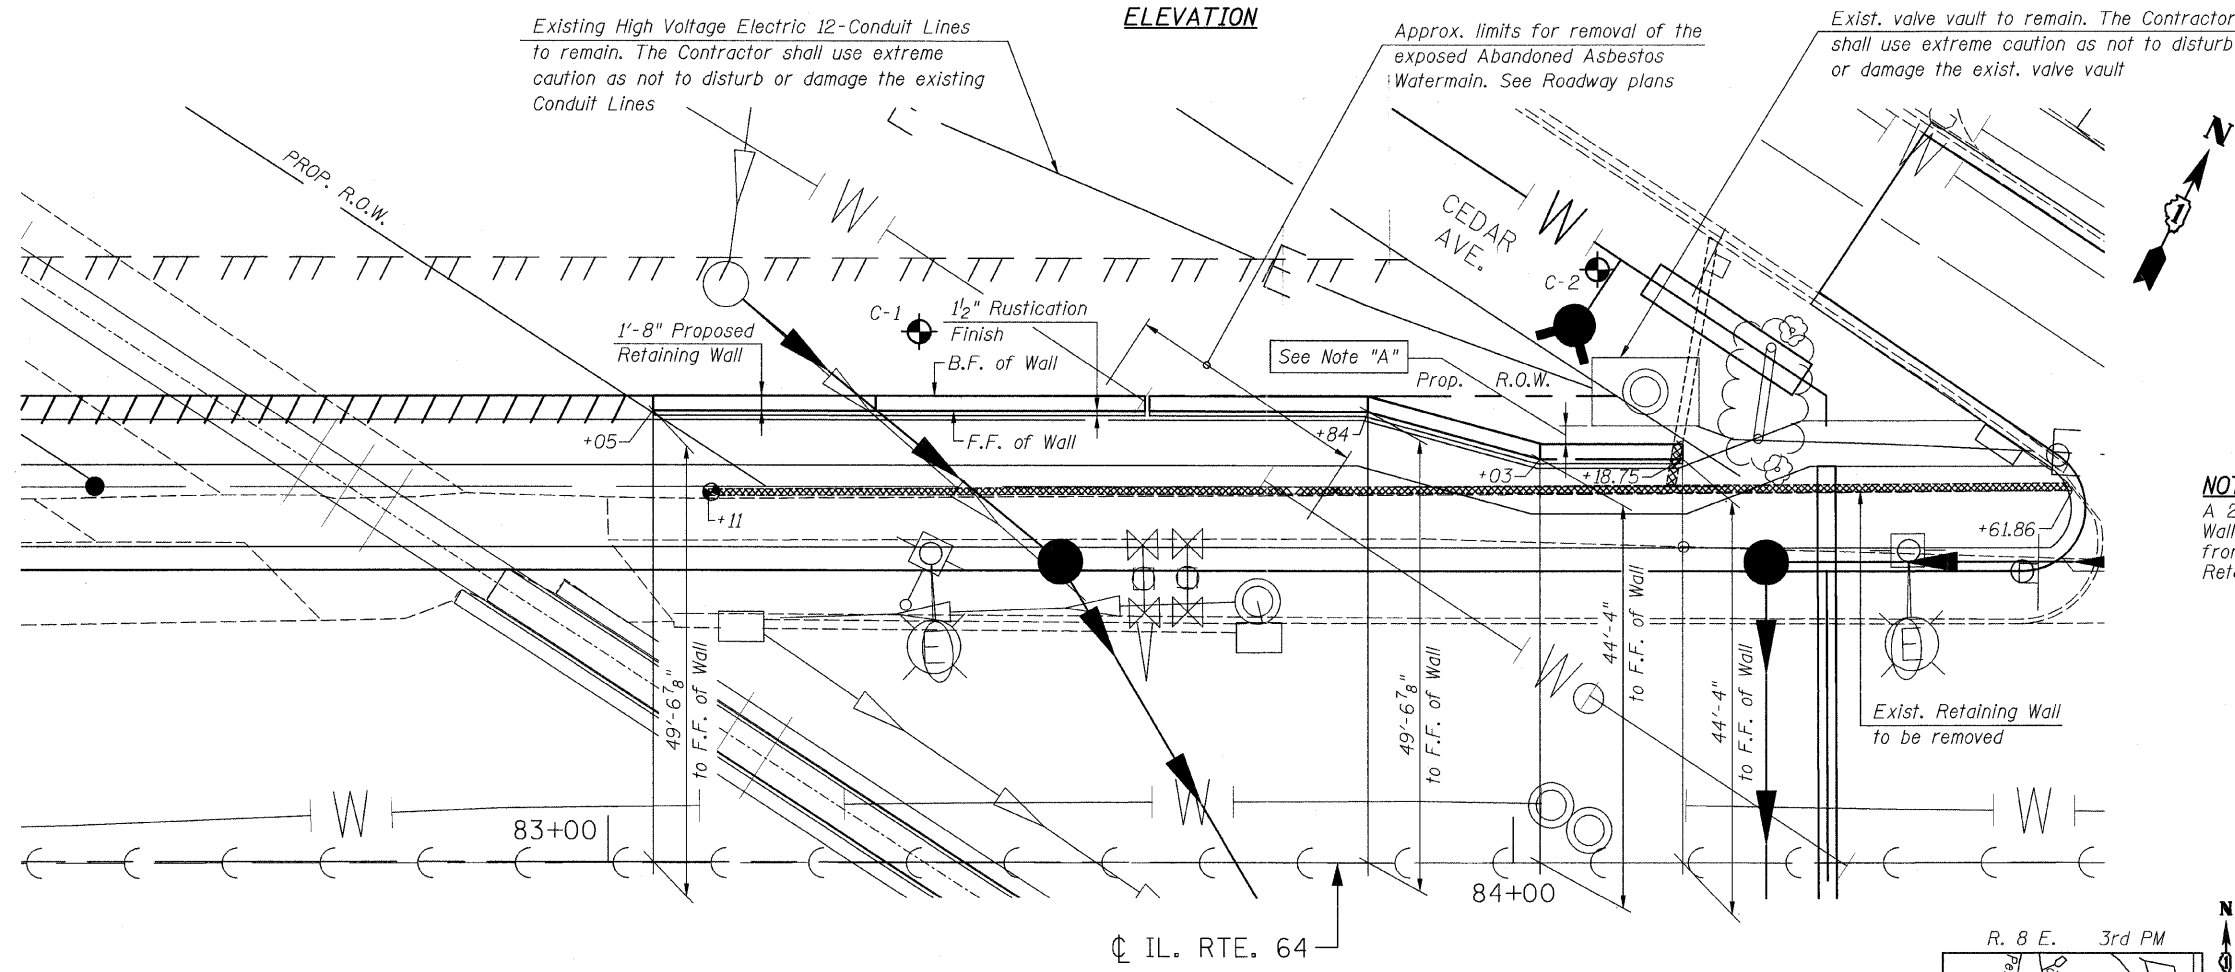 ELEVATION
Existing High Voltage Electric 12-Conduit Lines
to remain. The Contractor shall use extreme
caution as not to disturb or damage the existing
Conduit Lines
Approx. limits for removal of the
exposed Abandoned Asbestos
Watermain. See Roadway plans
Exist. valve vault to remain. The Contractor
shall use extreme caution as not to disturb
or damage the exist. valve vault
N
1
PROP. R.O.W.
W
W
W
CEDAR
AVE.
C-2
C-1
1½" Rustication
Finish
1'-8" Proposed
Retaining Wall
B.F. of Wall
See Note "A"
Prop. R.O.W.
+05
F.F. of Wall
+84
+03
+18.75
+11
+61.86
NOT
A 2
Wall
from
Reta
E
E
49'-6⅞"
to F.F. of Wall
49'-6⅞"
to F.F. of Wall
44'-4"
to F.F. of Wall
44'-4"
to F.F. of Wall
W
Exist. Retaining Wall
to be removed
W
W
W
83+00
84+00
℄ IL. RTE. 64
R. 8 E. 3rd PM
N